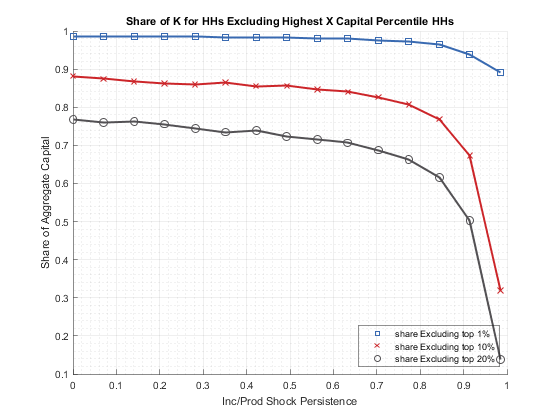 Share of K for HHs Excluding Highest X Capital Percentile HHs
1
0.9
0.8
0.7
0.6
0.5
0.4
0.3
0.2
0.1
Share of Aggregate Capital
share Excluding top 1%
share Excluding top 10%
share Excluding top 20%
0 0.1 0.2 0.3 0.4 0.5 0.6 0.7 0.8 0.9 1
Inc/Prod Shock Persistence